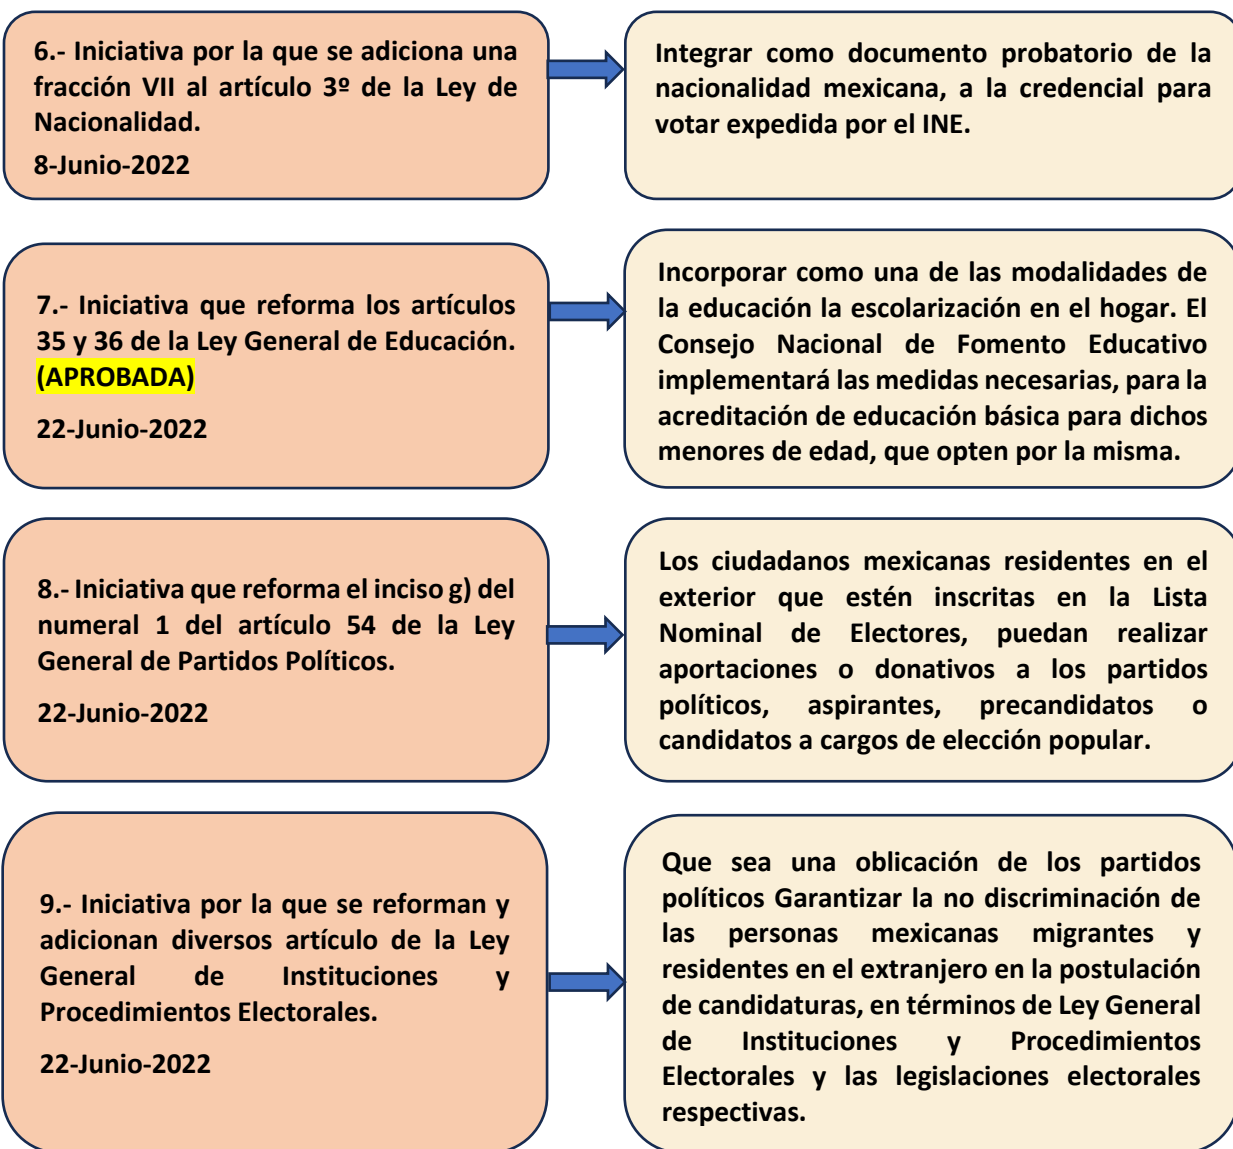 6.- Iniciativa por la que se adiciona una
fracción VII al artículo 3º de la Ley de
Nacionalidad.
8-Junio-2022
Integrar como documento probatorio de la
nacionalidad mexicana, a la credencial para
votar expedida por el INE.
7.- Iniciativa que reforma los artículos
35 y 36 de la Ley General de Educación.
(APROBADA)
22-Junio-2022
Incorporar como una de las modalidades de
la educación la escolarización en el hogar. El
Consejo Nacional de Fomento Educativo
implementará las medidas necesarias, para la
acreditación de educación básica para dichos
menores de edad, que opten por la misma.
8.- Iniciativa que reforma el inciso g) del
numeral 1 del artículo 54 de la Ley
General de Partidos Políticos.
22-Junio-2022
Los ciudadanos mexicanas residentes en el
exterior que estén inscritas en la Lista
Nominal de Electores, puedan realizar
aportaciones o donativos a los partidos
políticos, aspirantes, precandidatos o
candidatos a cargos de elección popular.
9.- Iniciativa por la que se reforman y
adicionan diversos artículo de la Ley
General de Instituciones y
Procedimientos Electorales.
22-Junio-2022
Que sea una oblicación de los partidos
políticos Garantizar la no discriminación de
las personas mexicanas migrantes y
residentes en el extranjero en la postulación
de candidaturas, en términos de Ley General
de Instituciones y Procedimientos
Electorales y las legislaciones electorales
respectivas.